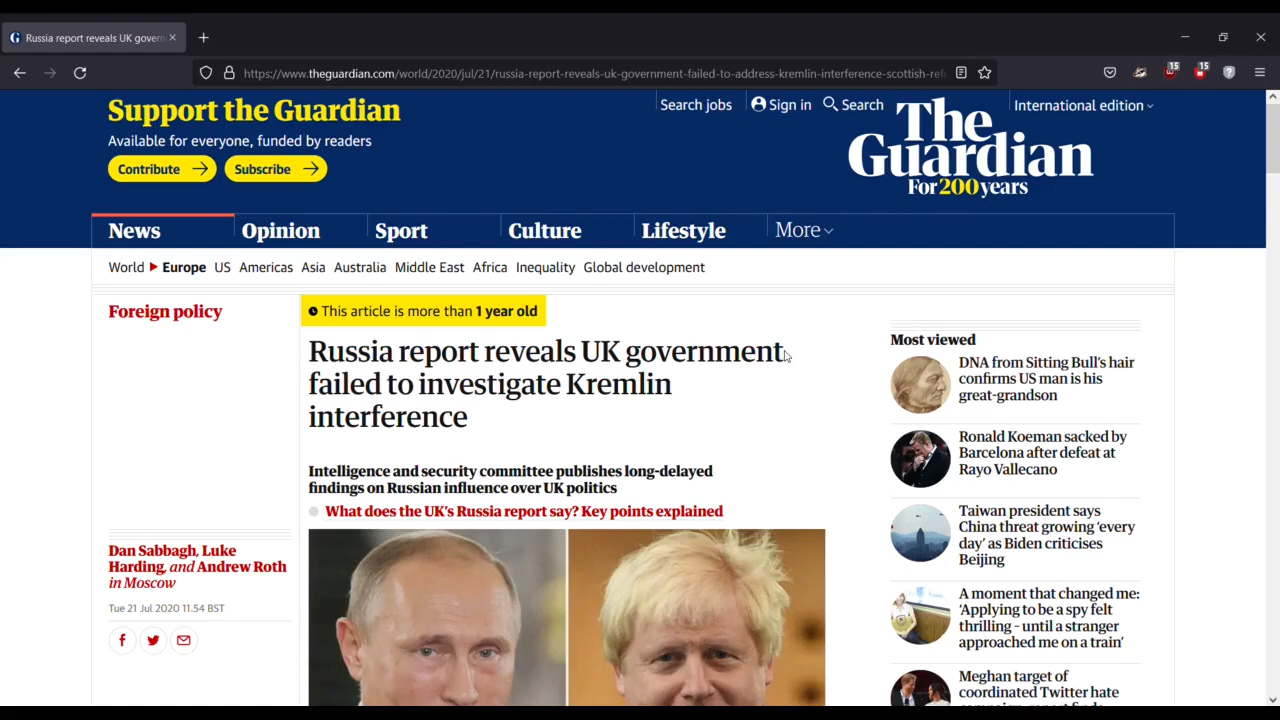 Russia report reveals UK govern
https://www.theguardian.com/world/2020/jul/21/russia-report-reveals-uk-government-failed-to-address-kremlin-interference-scottish-ref
15
15
Support the Guardian
Available for everyone, funded by readers
Contribute
Subscribe
Search jobs
Sign in
Search
International edition
The
Guardian
For 200 years
News
Opinion
Sport
Culture
Lifestyle
More
World
Europe
US
Americas
Asia
Australia
Middle East
Africa
Inequality
Global development
Foreign policy
This article is more than 1 year old
Russia report reveals UK government
failed to investigate Kremlin
interference
Intelligence and security committee publishes long-delayed
findings on Russian influence over UK politics
What does the UK's Russia report say? Key points explained
Dan Sabbagh, Luke
Harding, and Andrew Roth
in Moscow
Tue 21 Jul 2020 11.54 BST
Most viewed
DNA from Sitting Bull's hair
confirms US man is his
great-grandson
Ronald Koeman sacked by
Barcelona after defeat at
Rayo Vallecano
Taiwan president says
China threat growing 'every
day' as Biden criticises
Beijing
A moment that changed me:
'Applying to be a spy felt
thrilling – until a stranger
approached me on a train'
Meghan target of
coordinated Twitter hate